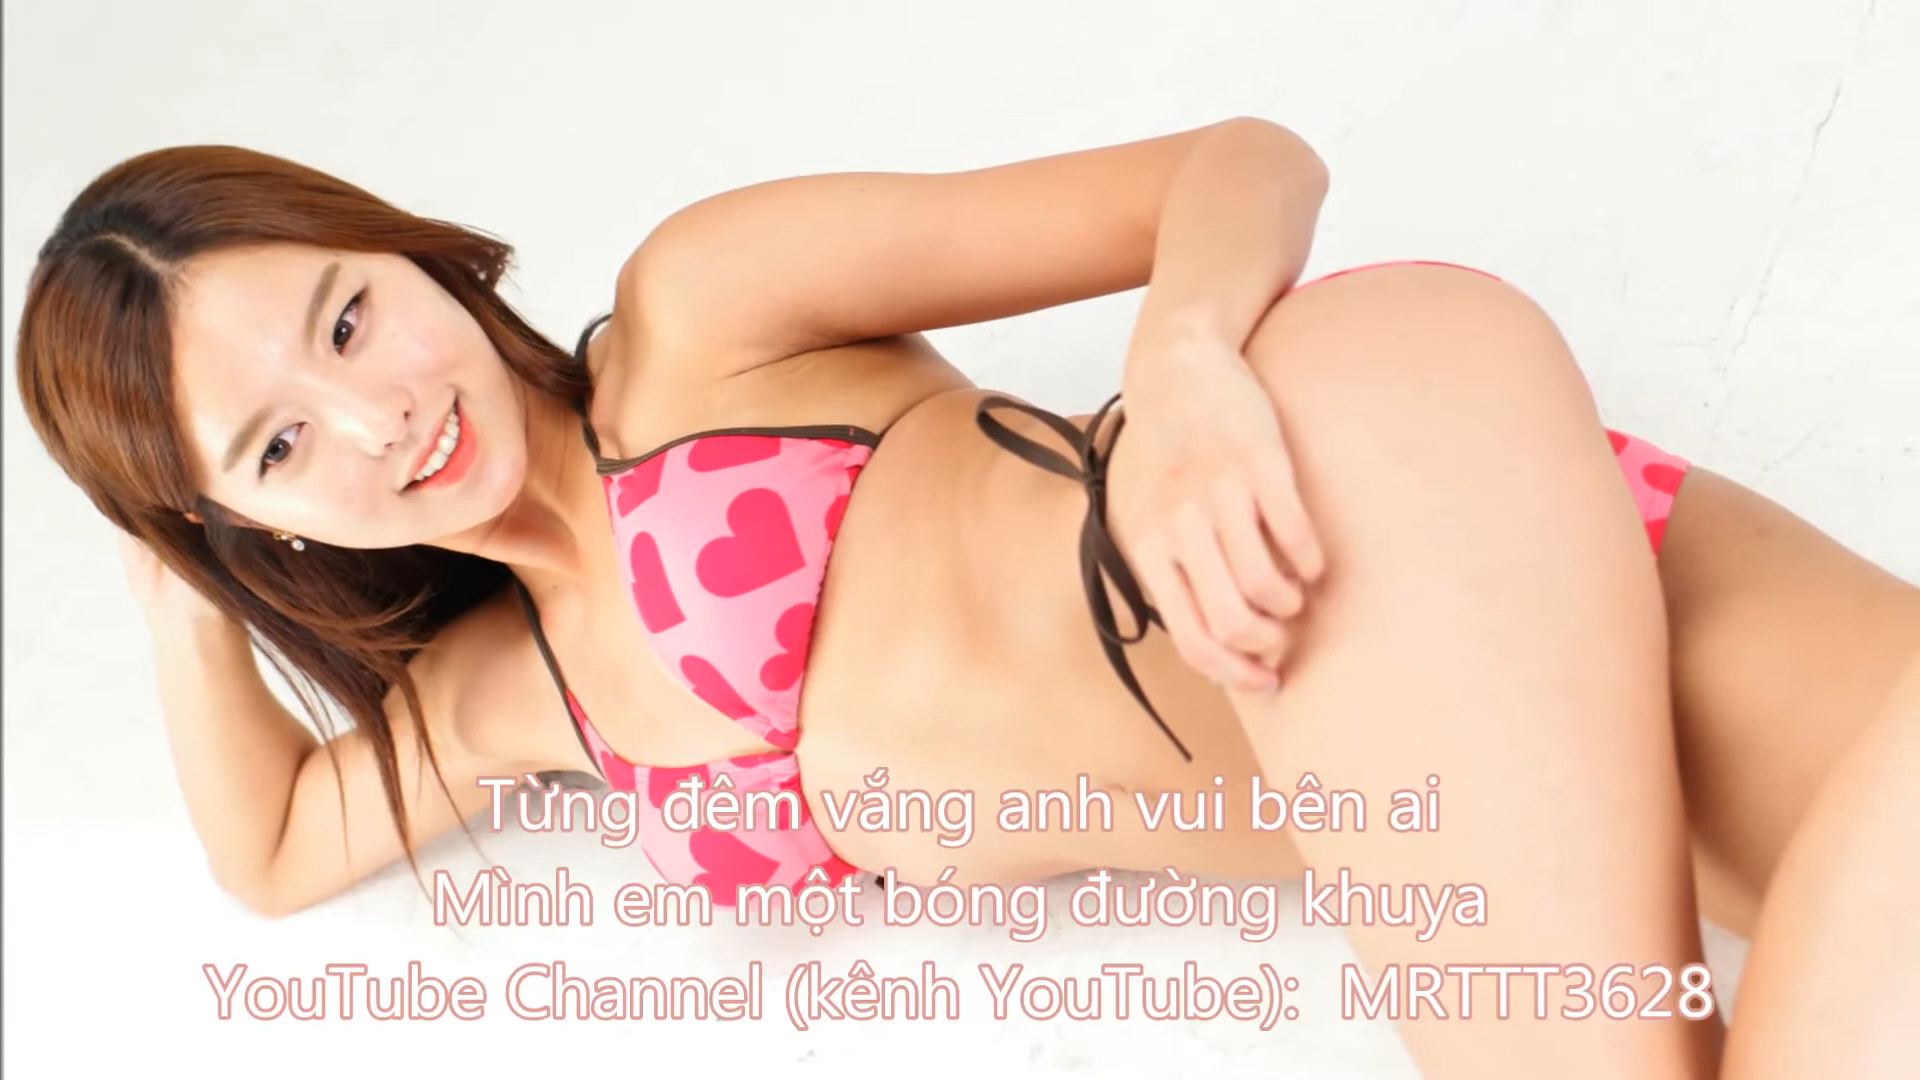 Từng đêm vắng anh vui bên ai
Mình em một bóng đường khuya
YouTube Channel (kênh YouTube):  MRTTT3628